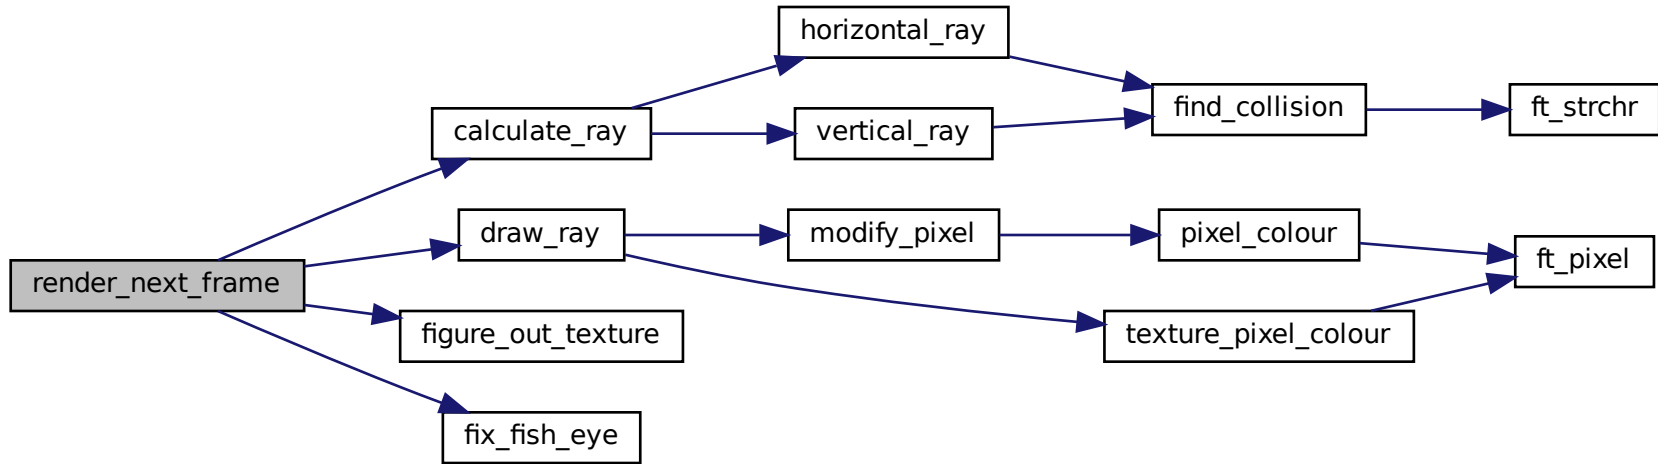 horizontal_ray
find_collision
ft_strchr
calculate_ray
vertical_ray
draw_ray
modify_pixel
pixel_colour
ft_pixel
render_next_frame
figure_out_texture
texture_pixel_colour
fix_fish_eye